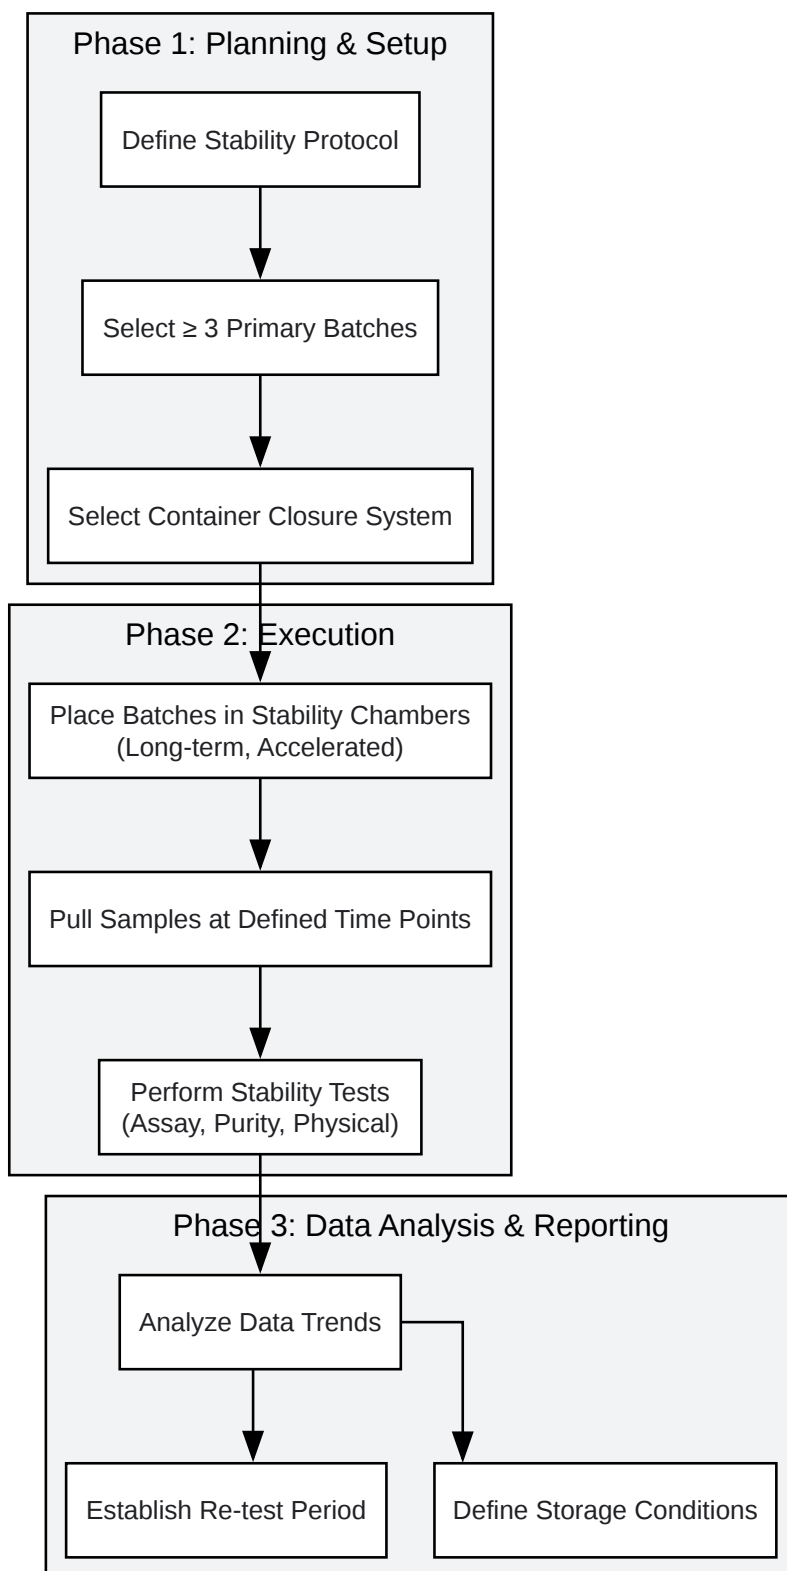 Phase 1: Planning & Setup
Define Stability Protocol
Select ≥ 3 Primary Batches
Select Container Closure System
Phase 2: Execution
Place Batches in Stability Chambers
(Long-term, Accelerated)
Pull Samples at Defined Time Points
Perform Stability Tests
(Assay, Purity, Physical)
Phase 3: Data Analysis & Reporting
Analyze Data Trends
Establish Re-test Period
Define Storage Conditions